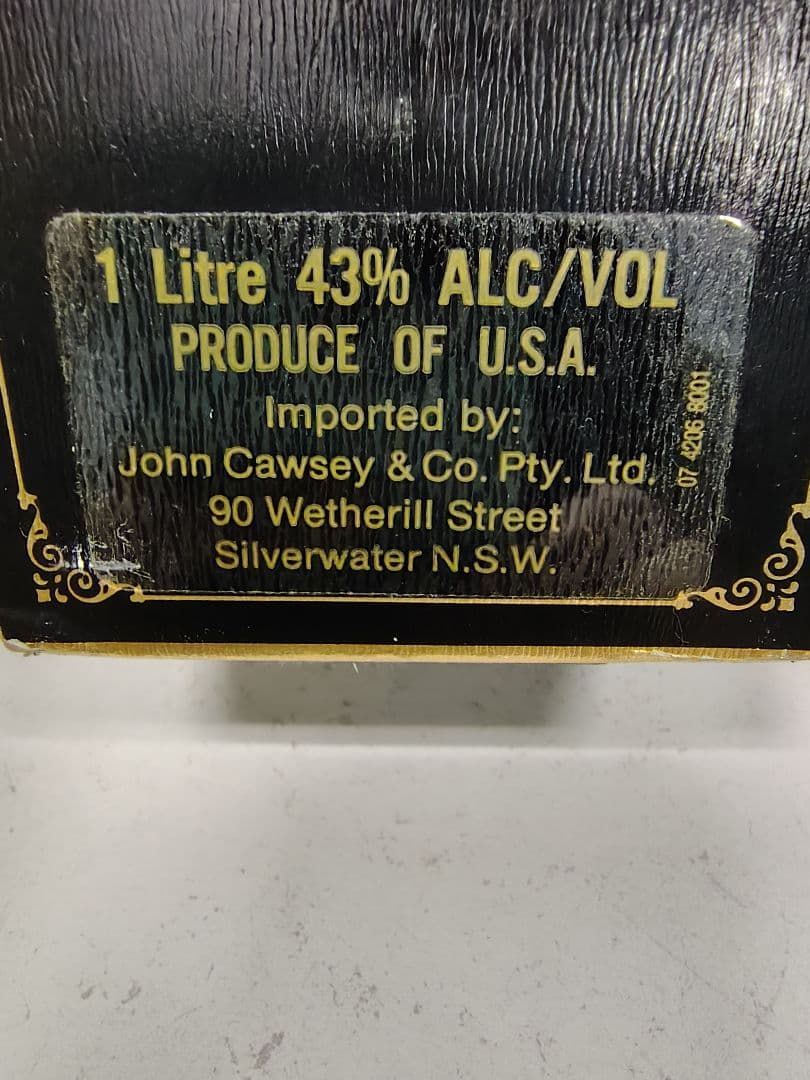 1 Litre 43% ALC/VOL
PRODUCE OF U.S.A.
Imported by:
John Cawsey & Co. Pty. Ltd.
90 Wetherill Street
Silverwater N.S.W.
07 4206 8001